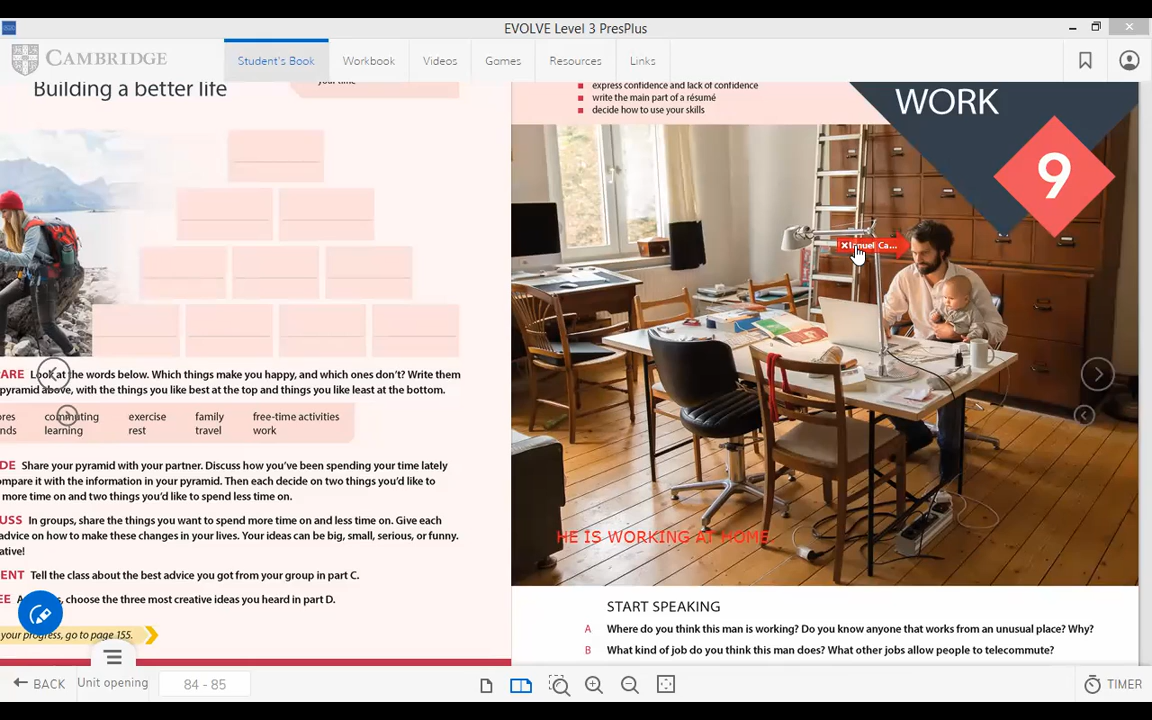 EVOLVE Level 3 PresPlus
CAMBRIDGE
Student's Book
Workbook
Videos
Games
Resources
Links
Building a better life
your time
ARE Look at the words below. Which things make you happy, and which ones don't? Write them
pyramid above, with the things you like best at the top and things you like least at the bottom.
ores commuting exercise family free-time activities
nds learning rest travel work
DE Share your pyramid with your partner. Discuss how you've been spending your time lately
ompare it with the information in your pyramid. Then each decide on two things you'd like to
more time on and two things you'd like to spend less time on.
USS In groups, share the things you want to spend more time on and less time on. Give each
advice on how to make these changes in your lives. Your ideas can be big, small, serious, or funny.
ative!
ENT Tell the class about the best advice you got from your group in part C.
EE A s, choose the three most creative ideas you heard in part D.
your progress, go to page 155.
express confidence and lack of confidence
write the main part of a résumé
decide how to use your skills
WORK
9
Ca...
HE IS WORKING AT HOME
START SPEAKING
A Where do you think this man is working? Do you know anyone that works from an unusual place? Why?
B What kind of job do you think this man does? What other jobs allow people to telecommute?
BACK
Unit opening
84 - 85
TIMER